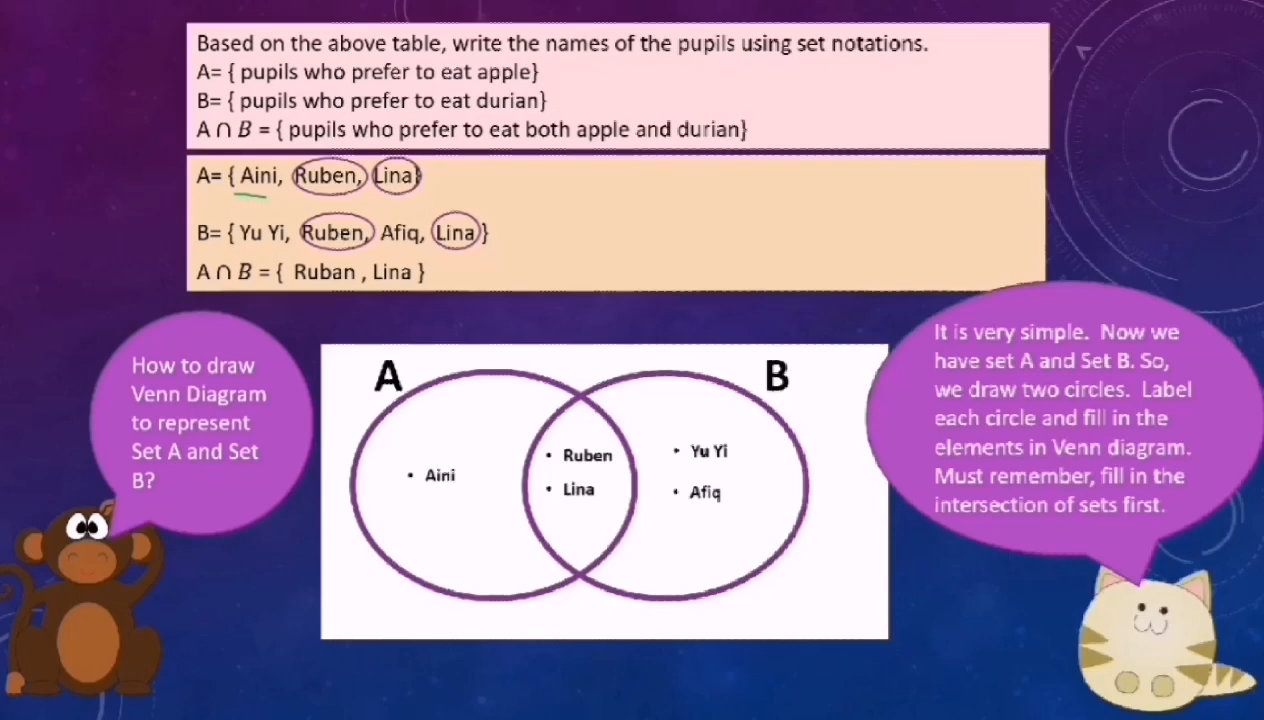 Based on the above table, write the names of the pupils using set notations.
A= { pupils who prefer to eat apple}
B= { pupils who prefer to eat durian}
A ∩ B = { pupils who prefer to eat both apple and durian}
A= { Aini, Ruben, Lina}
B= { Yu Yi, Ruben, Afiq, Lina }
A ∩ B = { Ruban , Lina }
How to draw
Venn Diagram
to represent
Set A and Set
B?
A
B
• Aini
• Ruben
• Lina
• Yu Yi
• Afiq
It is very simple. Now we
have set A and Set B. So,
we draw two circles. Label
each circle and fill in the
elements in Venn diagram.
Must remember, fill in the
intersection of sets first.